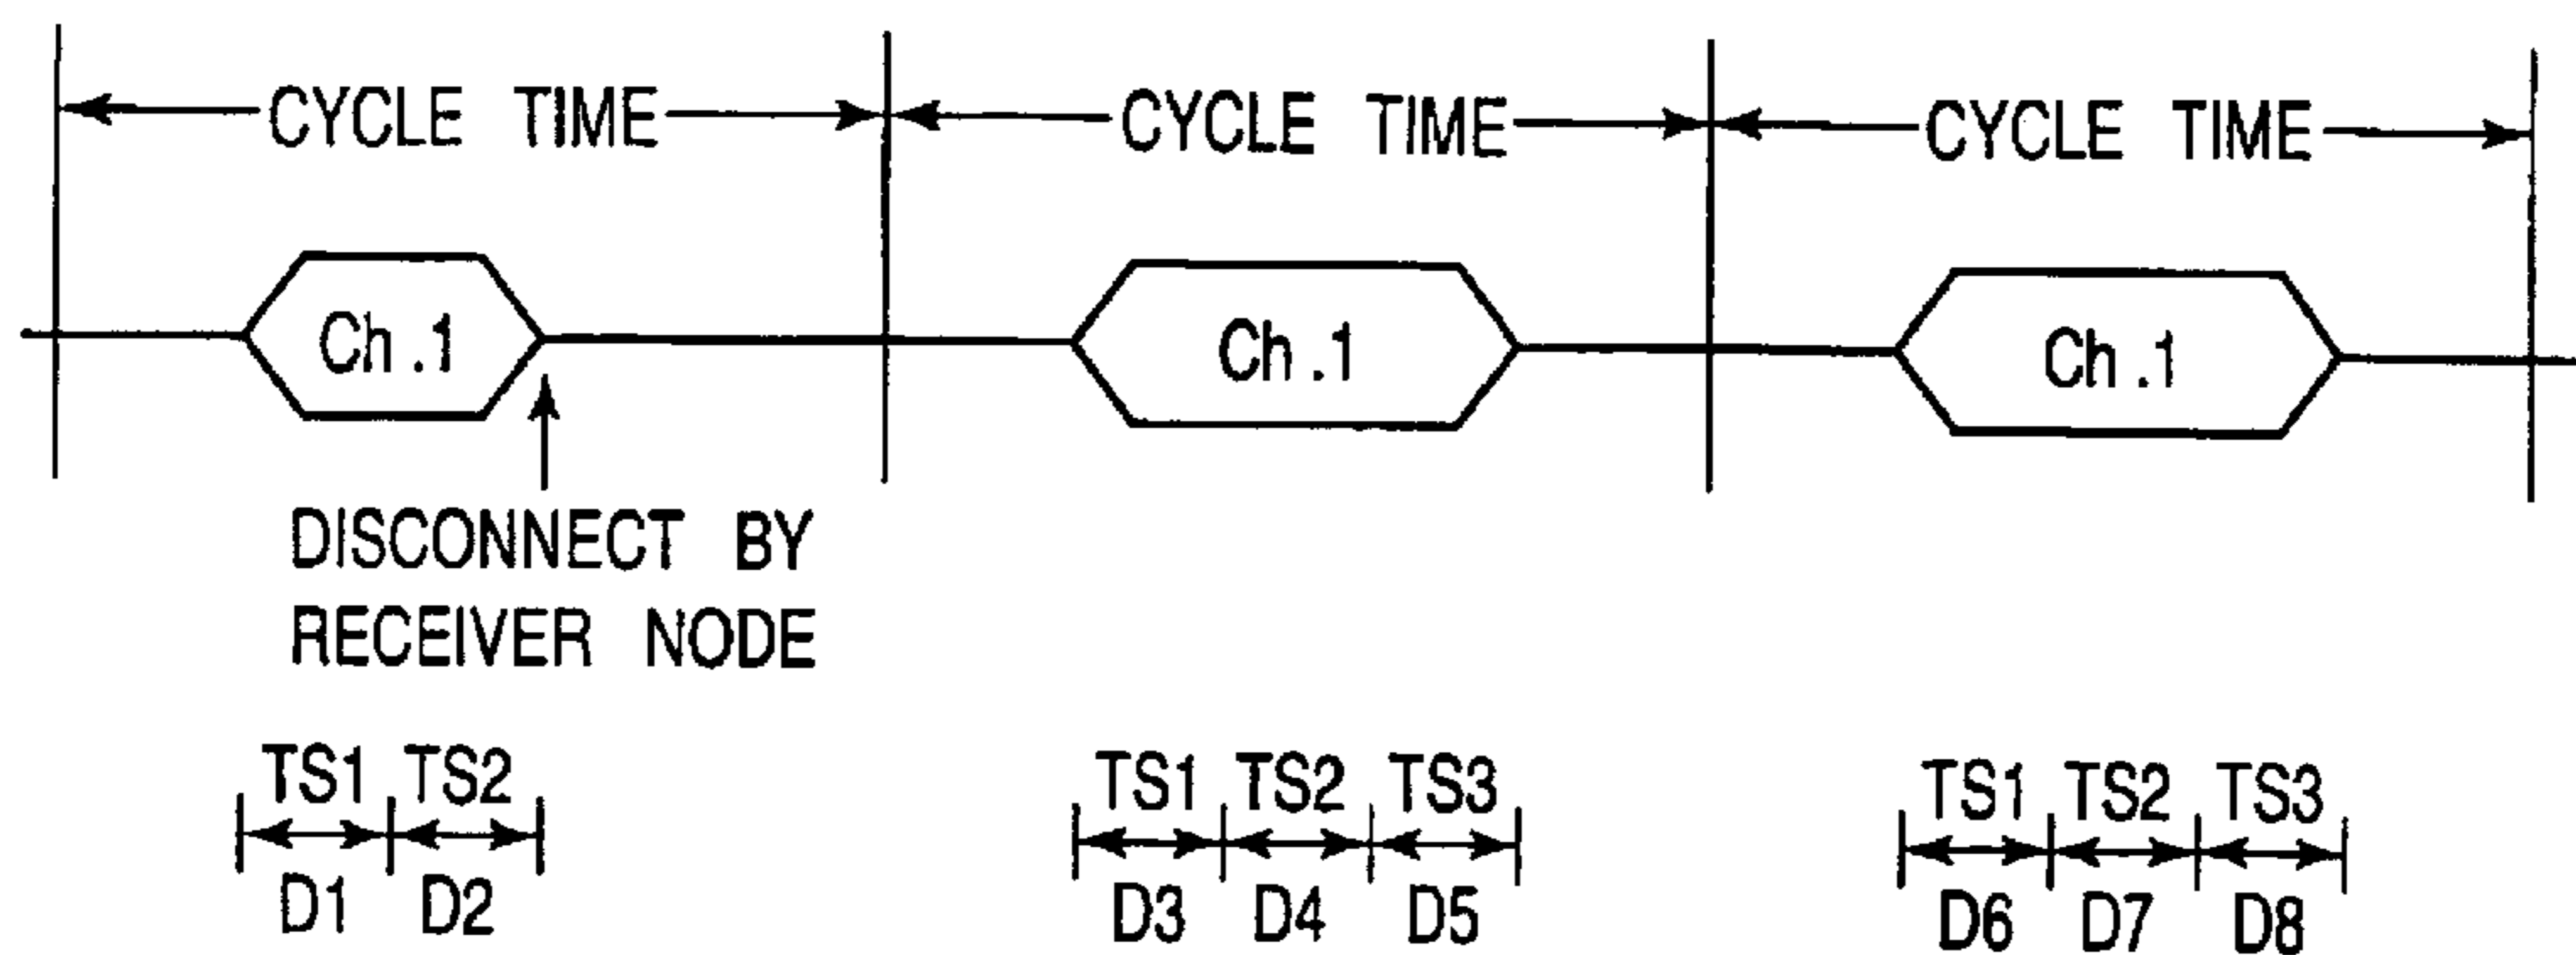 CYCLE TIME CYCLE TIME CYCLE TIME
Ch.1 Ch.1 Ch.1
DISCONNECT BY
RECEIVER NODE
TS1 TS2 TS1 TS2 TS3 TS1 TS2 TS3
D1 D2 D3 D4 D5 D6 D7 D8